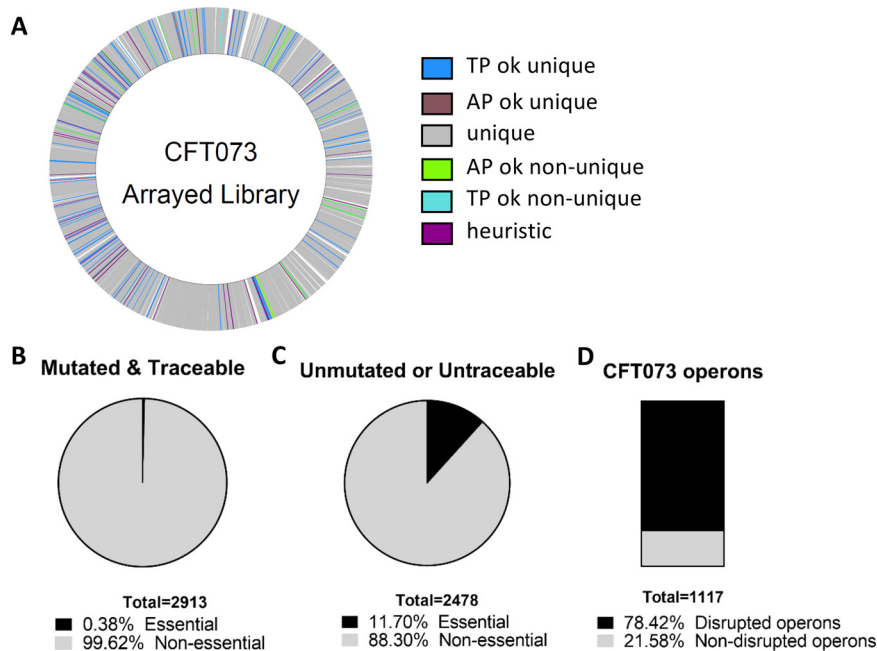 A
CFT073
Arrayed Library
TP ok unique
AP ok unique
unique
AP ok non-unique
TP ok non-unique
heuristic
B
Mutated & Traceable
Total=2913
0.38% Essential
99.62% Non-essential
C
Unmutated or Untraceable
Total=2478
11.70% Essential
88.30% Non-essential
D
CFT073 operons
Total=1117
78.42% Disrupted operons
21.58% Non-disrupted operons